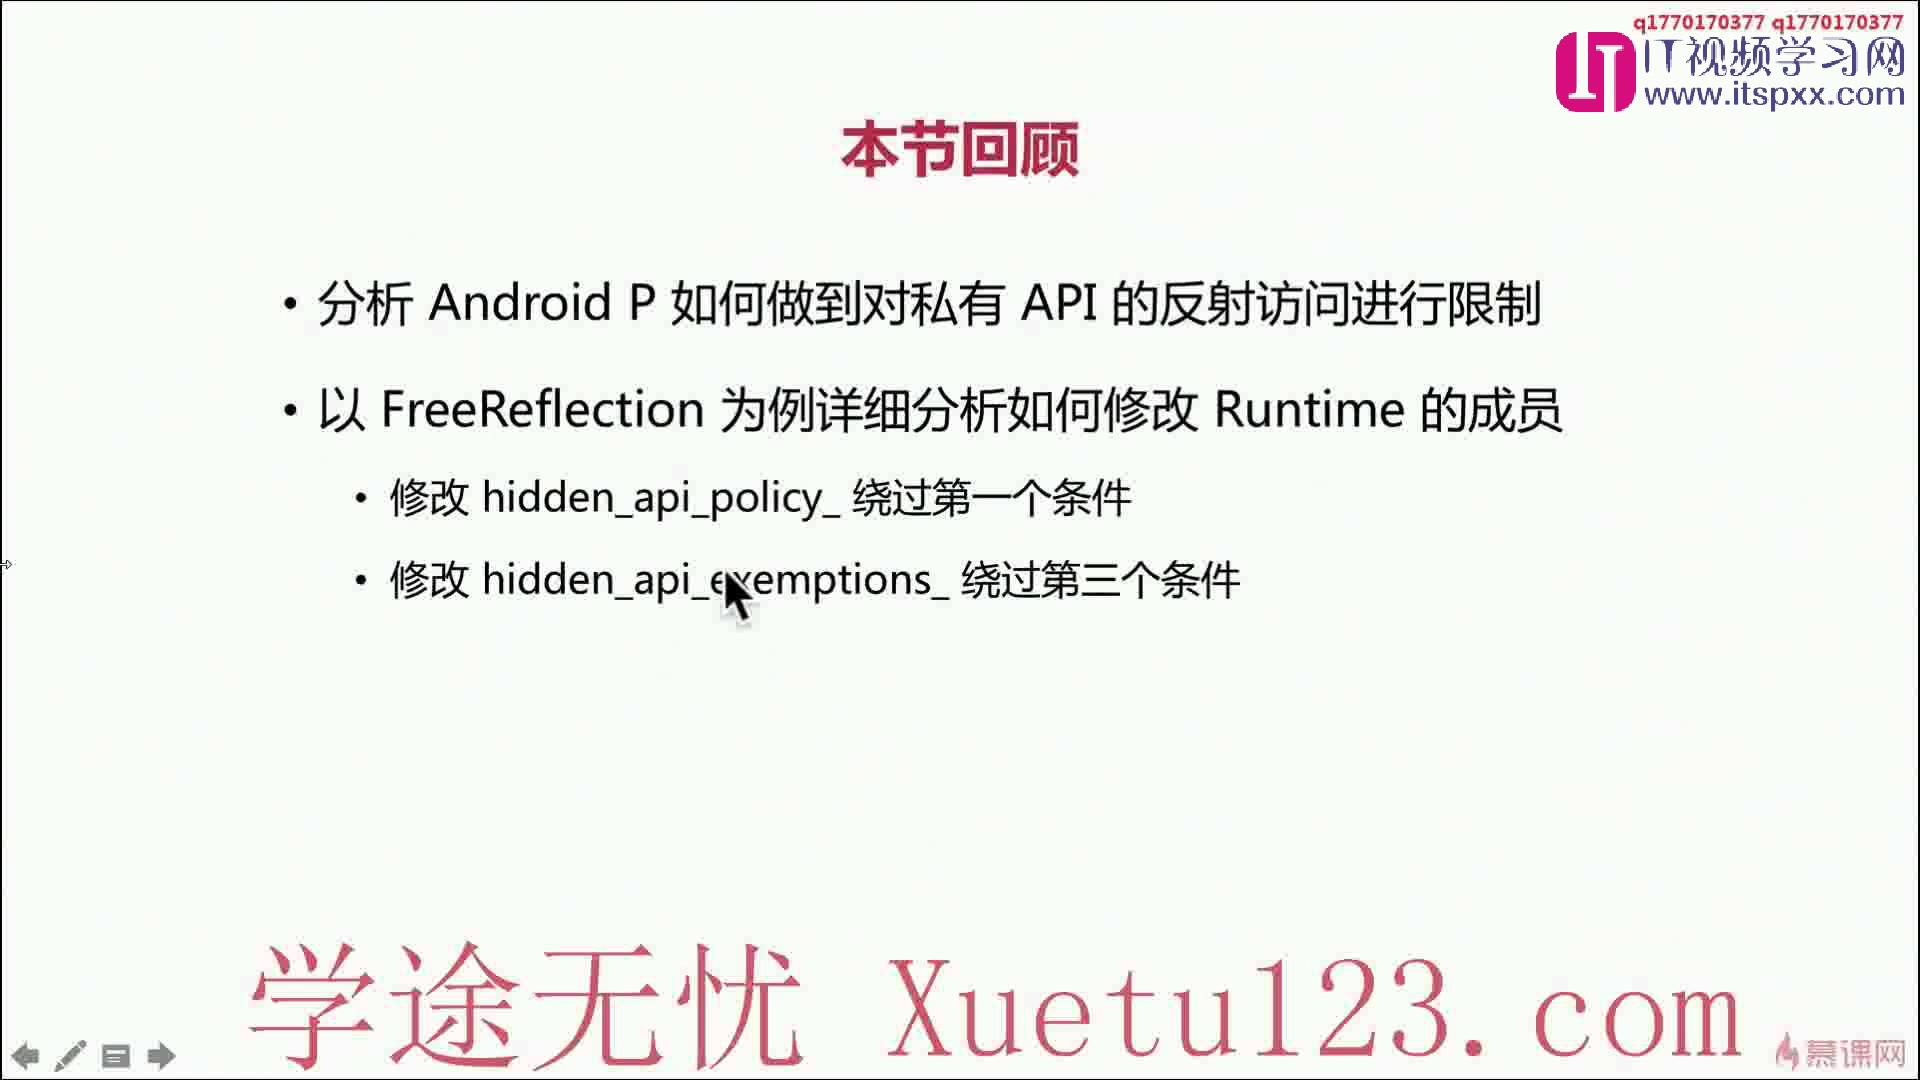 q1770170377 q1770170377
IT视频学习网
www.itspxx.com
本节回顾
• 分析 Android P 如何做到对私有 API 的反射访问进行限制
• 以 FreeReflection 为例详细分析如何修改 Runtime 的成员
• 修改 hidden_api_policy_ 绕过第一个条件
• 修改 hidden_api_exemptions_ 绕过第三个条件
学途无忧 Xuetu123.com
慕课网